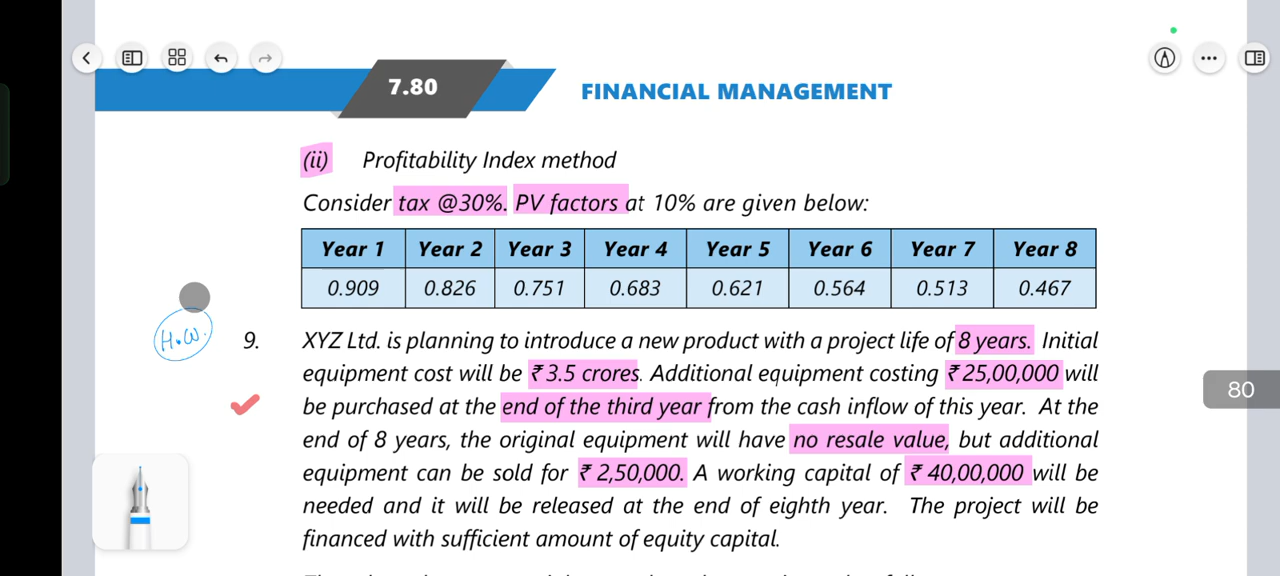 7.80
FINANCIAL MANAGEMENT
(ii) Profitability Index method
Consider tax @30%. PV factors at 10% are given below:
Year 1 Year 2 Year 3 Year 4 Year 5 Year 6 Year 7 Year 8
0.909 0.826 0.751 0.683 0.621 0.564 0.513 0.467
H.W.
9. XYZ Ltd. is planning to introduce a new product with a project life of 8 years. Initial
equipment cost will be ₹ 3.5 crores. Additional equipment costing ₹ 25,00,000 will
be purchased at the end of the third year from the cash inflow of this year. At the
end of 8 years, the original equipment will have no resale value, but additional
equipment can be sold for ₹ 2,50,000. A working capital of ₹ 40,00,000 will be
needed and it will be released at the end of eighth year. The project will be
financed with sufficient amount of equity capital.
80